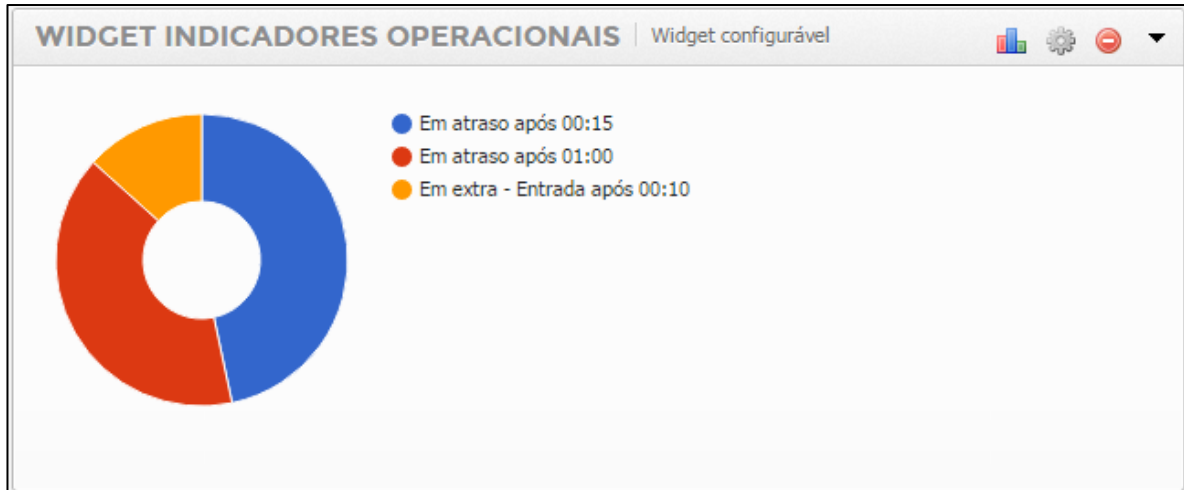 WIDGET INDICADORES OPERACIONAIS Widget configurável
Em atraso após 00:15
Em atraso após 01:00
Em extra - Entrada após 00:10